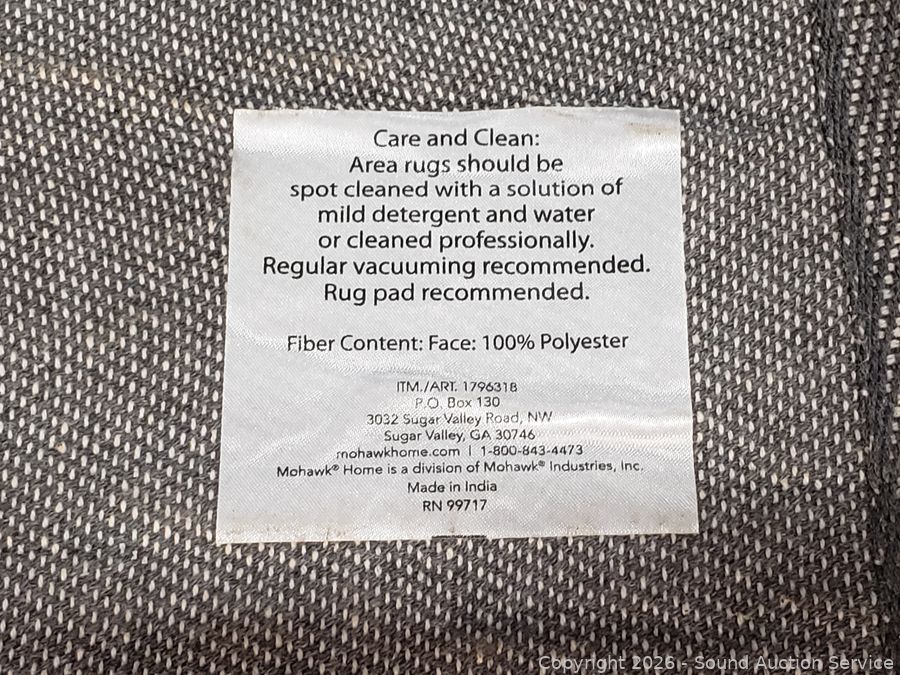 Care and Clean:
Area rugs should be
spot cleaned with a solution of
mild detergent and water
or cleaned professionally.
Regular vacuuming recommended.
Rug pad recommended.
Fiber Content: Face: 100% Polyester
ITM./ART. 1796318
P.O. Box 130
3032 Sugar Valley Road, NW
Sugar Valley, GA 30746
mohawkhome.com | 1-800-843-4473
Mohawk® Home is a division of Mohawk® Industries, Inc.
Made in India
RN 99717
Copyright 2026 - Sound Auction Service